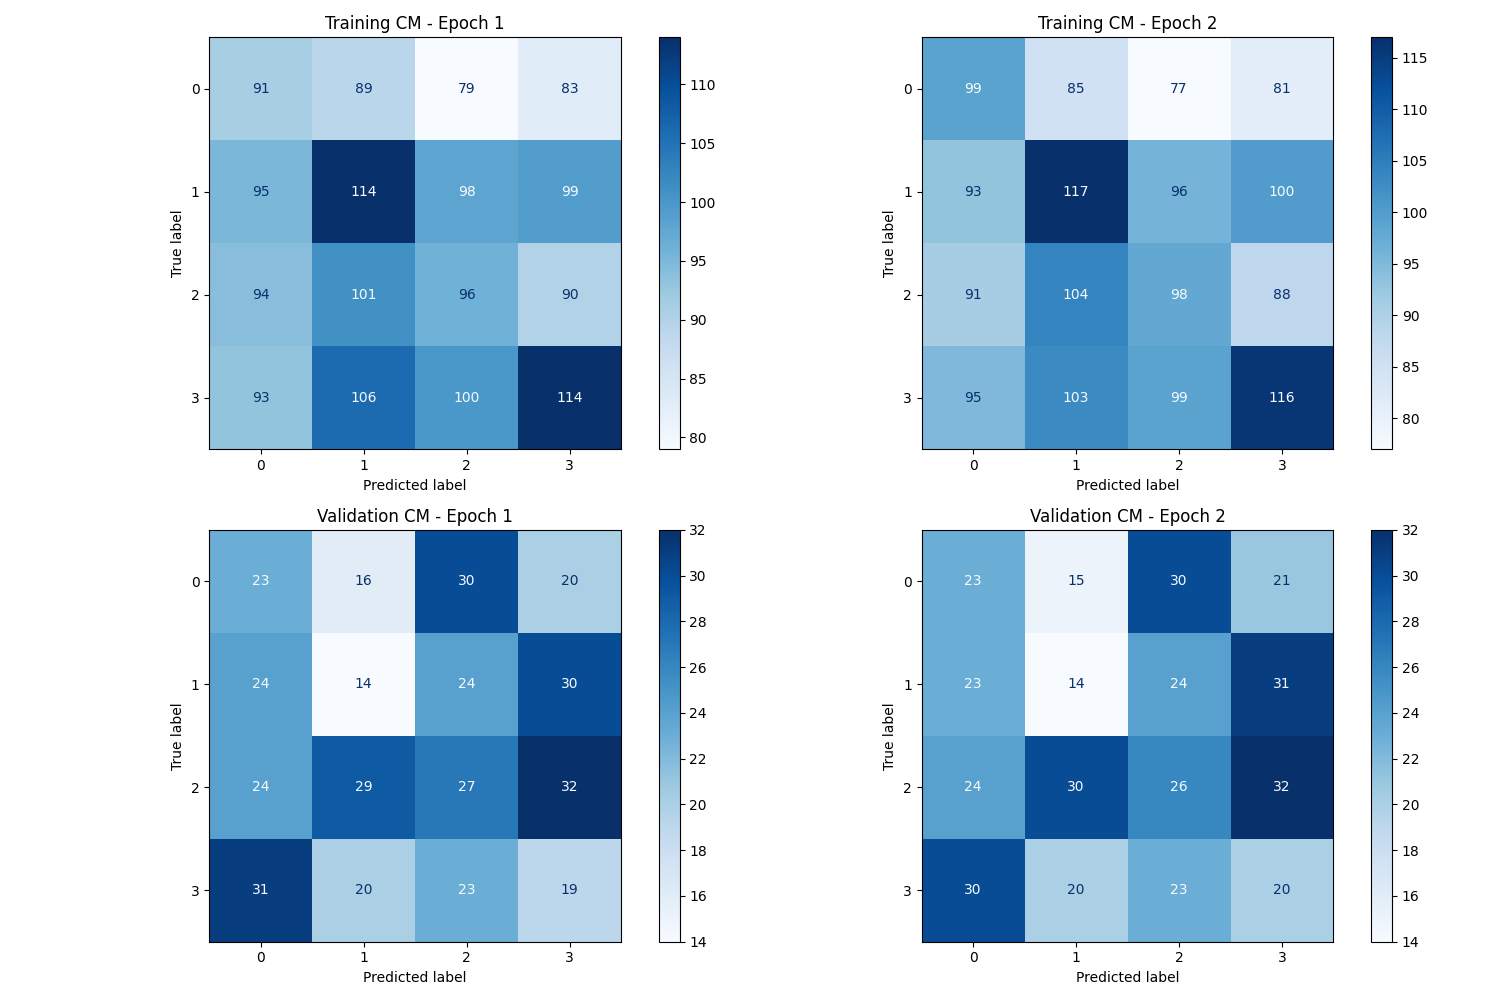 Training CM - Epoch 1
0 91 89 79 83
1 95 114 98 99
2 94 101 96 90
3 93 106 100 114
0 1 2 3
True label
Predicted label
110
105
100
95
90
85
80
Training CM - Epoch 2
0 99 85 77 81
1 93 117 96 100
2 91 104 98 88
3 95 103 99 116
0 1 2 3
True label
Predicted label
115
110
105
100
95
90
85
80
Validation CM - Epoch 1
0 23 16 30 20
1 24 14 24 30
2 24 29 27 32
3 31 20 23 19
0 1 2 3
True label
Predicted label
32
30
28
26
24
22
20
18
16
14
Validation CM - Epoch 2
0 23 15 30 21
1 23 14 24 31
2 24 30 26 32
3 30 20 23 20
0 1 2 3
True label
Predicted label
32
30
28
26
24
22
20
18
16
14